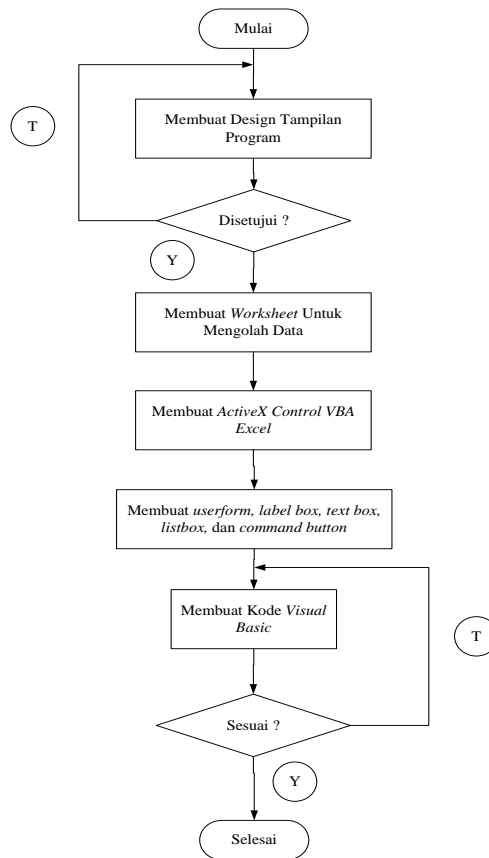 Mulai
T
Membuat Design Tampilan
Program
Disetujui ?
Y
Membuat Worksheet Untuk
Mengolah Data
Membuat ActiveX Control VBA
Excel
Membuat userform, label box, text box,
listbox, dan command button
Membuat Kode Visual
Basic
T
Sesuai ?
Y
Selesai